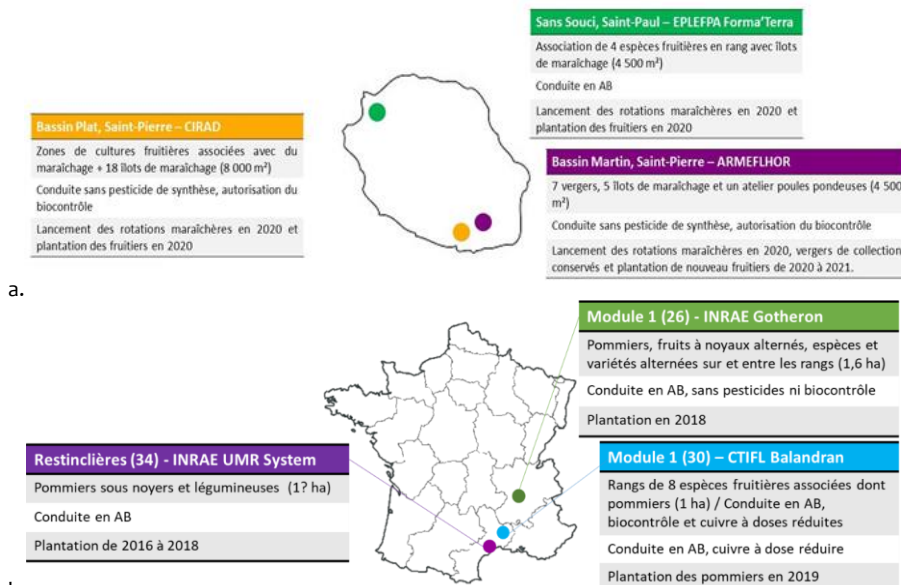 Sans Souci, Saint-Paul – EPLEFPA Forma'Terra
Association de 4 espèces fruitières en rang avec îlots
de maraîchage (4 500 m²)
Conduite en AB
Lancement des rotations maraîchères en 2020 et
plantation des fruitiers en 2020
Bassin Plat, Saint-Pierre – CIRAD
Zones de cultures fruitières associées avec du
maraîchage + 18 îlots de maraîchage (8 000 m²)
Conduite sans pesticide de synthèse, autorisation du
biocontrôle
Lancement des rotations maraîchères en 2020 et
plantation des fruitiers en 2020
Bassin Martin, Saint-Pierre – ARMEFLHOR
7 vergers, 5 îlots de maraîchage et un atelier poules pondeuses (4 500
m²)
Conduite sans pesticide de synthèse, autorisation du biocontrôle
Lancement des rotations maraîchères en 2020, vergers de collection
conservés et plantation de nouveau fruitiers de 2020 à 2021.
a.
Module 1 (26) - INRAE Gotheron
Pommiers, fruits à noyaux alternés, espèces et
variétés alternées sur et entre les rangs (1,6 ha)
Conduite en AB, sans pesticides ni biocontrôle
Plantation en 2018
Restinclières (34) - INRAE UMR System
Pommiers sous noyers et légumineuses (1? ha)
Conduite en AB
Plantation de 2016 à 2018
Module 1 (30) – CTIFL Balandran
Rangs de 8 espèces fruitières associées dont
pommiers (1 ha) / Conduite en AB,
biocontrôle et cuivre à doses réduites
Conduite en AB, cuivre à dose réduire
Plantation des pommiers en 2019